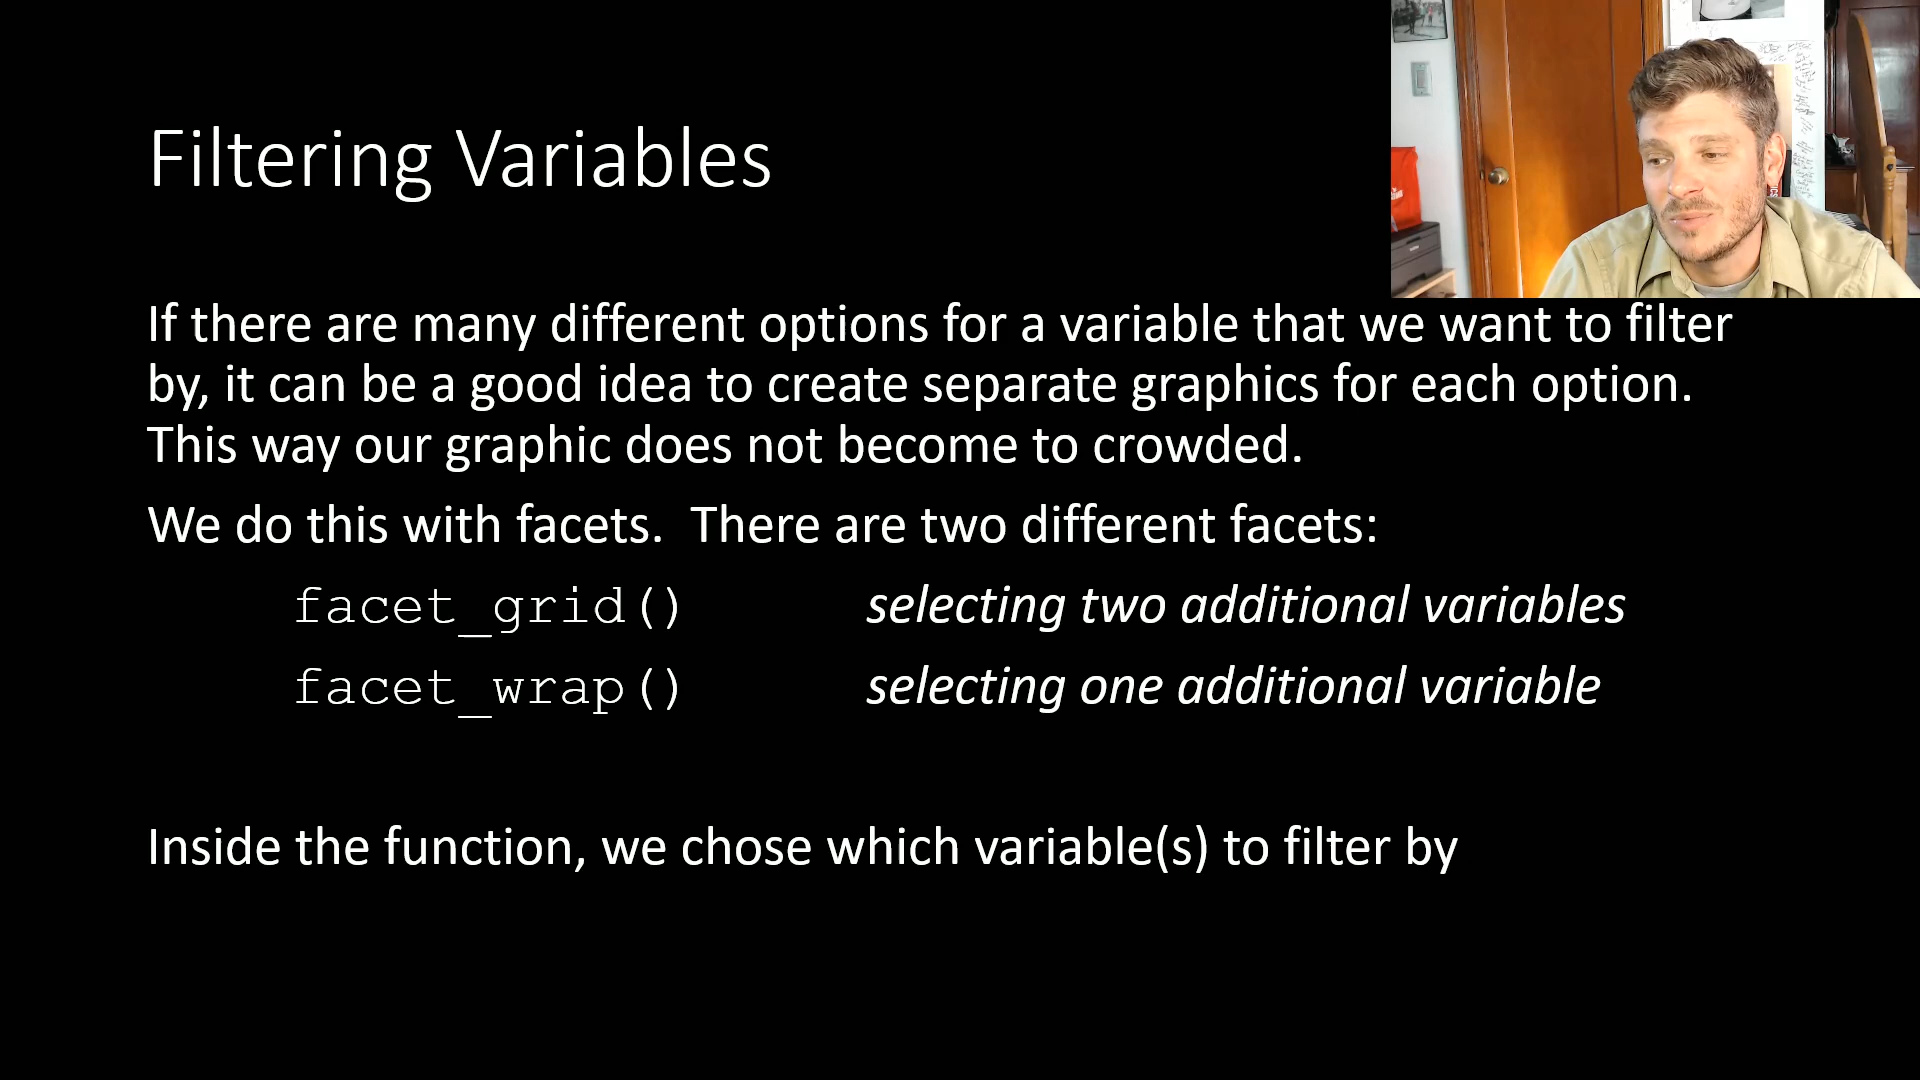 Filtering Variables
If there are many different options for a variable that we want to filter
by, it can be a good idea to create separate graphics for each option.
This way our graphic does not become to crowded.
We do this with facets.  There are two different facets:
facet_grid() selecting two additional variables
facet_wrap() selecting one additional variable
Inside the function, we chose which variable(s) to filter by